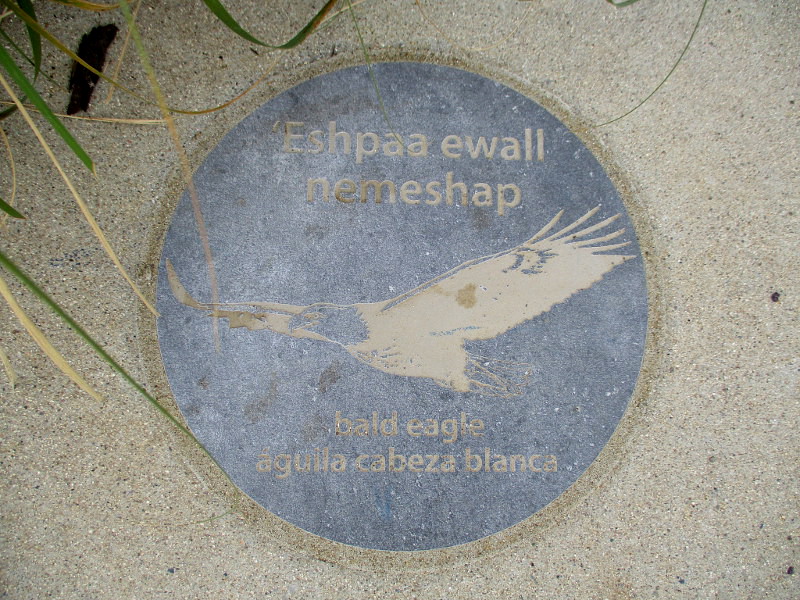 'Eshpaa ewall
nemeshap
bald eagle
águila cabeza blanca